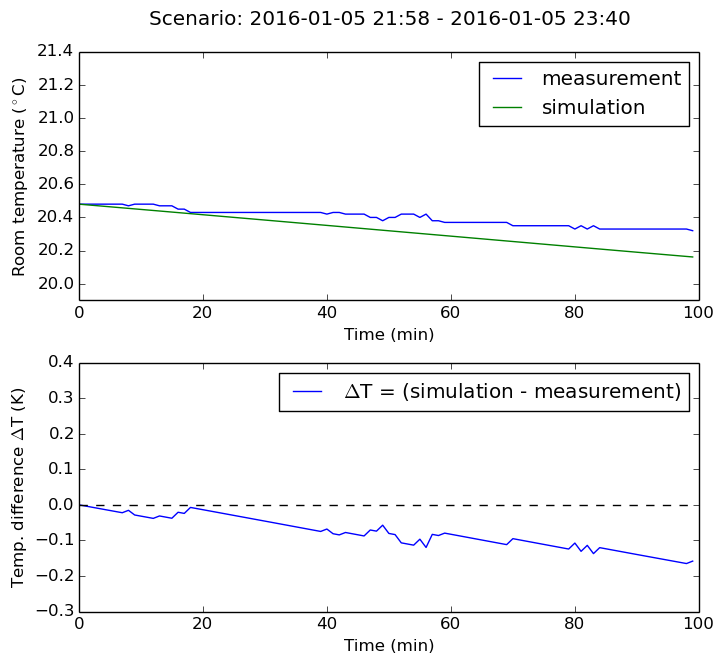 Scenario: 2016-01-05 21:58 - 2016-01-05 23:40
Room temperature (°C)
21.4
21.2
21.0
20.8
20.6
20.4
20.2
20.0
measurement
simulation
0 20 40 60 80 100
Time (min)
Temp. difference ΔT (K)
0.4
0.3
0.2
0.1
0.0
−0.1
−0.2
−0.3
ΔT = (simulation - measurement)
0 20 40 60 80 100
Time (min)